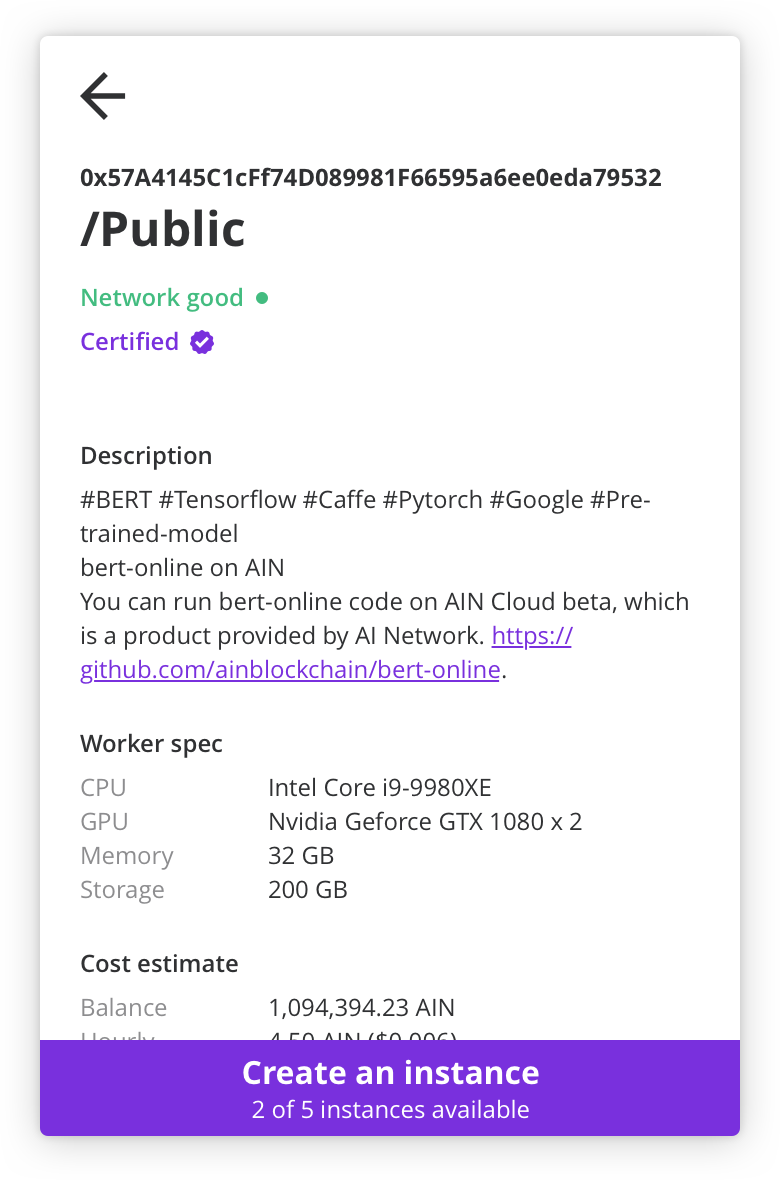 0x57A4145C1cFf74D089981F66595a6ee0eda79532
/Public
Network good
Certified
Description
#BERT #Tensorflow #Caffe #Pytorch #Google #Pre-
trained-model
bert-online on AIN
You can run bert-online code on AIN Cloud beta, which
is a product provided by AI Network. https://
github.com/ainblockchain/bert-online.
Worker spec
CPU Intel Core i9-9980XE
GPU Nvidia Geforce GTX 1080 x 2
Memory 32 GB
Storage 200 GB
Cost estimate
Balance 1,094,394.23 AIN
Hourly
Create an instance
2 of 5 instances available